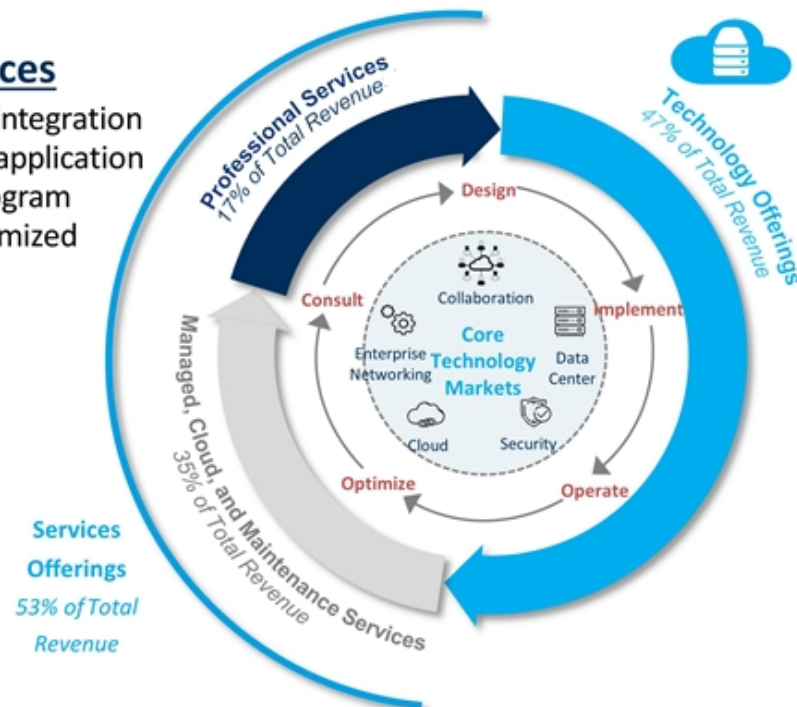 ces
integration
application
ogram
mized
Professional Services
17% of Total Revenue
Technology Offerings
47% of Total Revenue
Design
Consult
Implement
Collaboration
Core
Technology
Markets
Enterprise
Networking
Data
Center
Cloud
Security
Optimize
Operate
Managed, Cloud, and Maintenance Services
35% of Total Revenue
Services
Offerings
53% of Total
Revenue